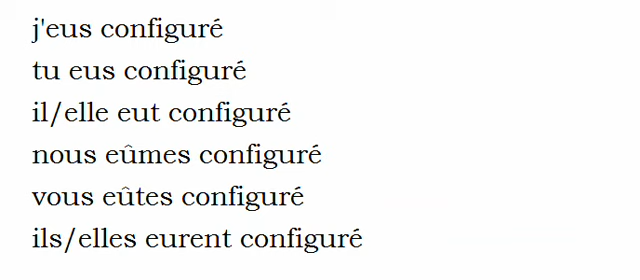 j'eus configuré
tu eus configuré
il/elle eut configuré
nous eûmes configuré
vous eûtes configuré
ils/elles eurent configuré